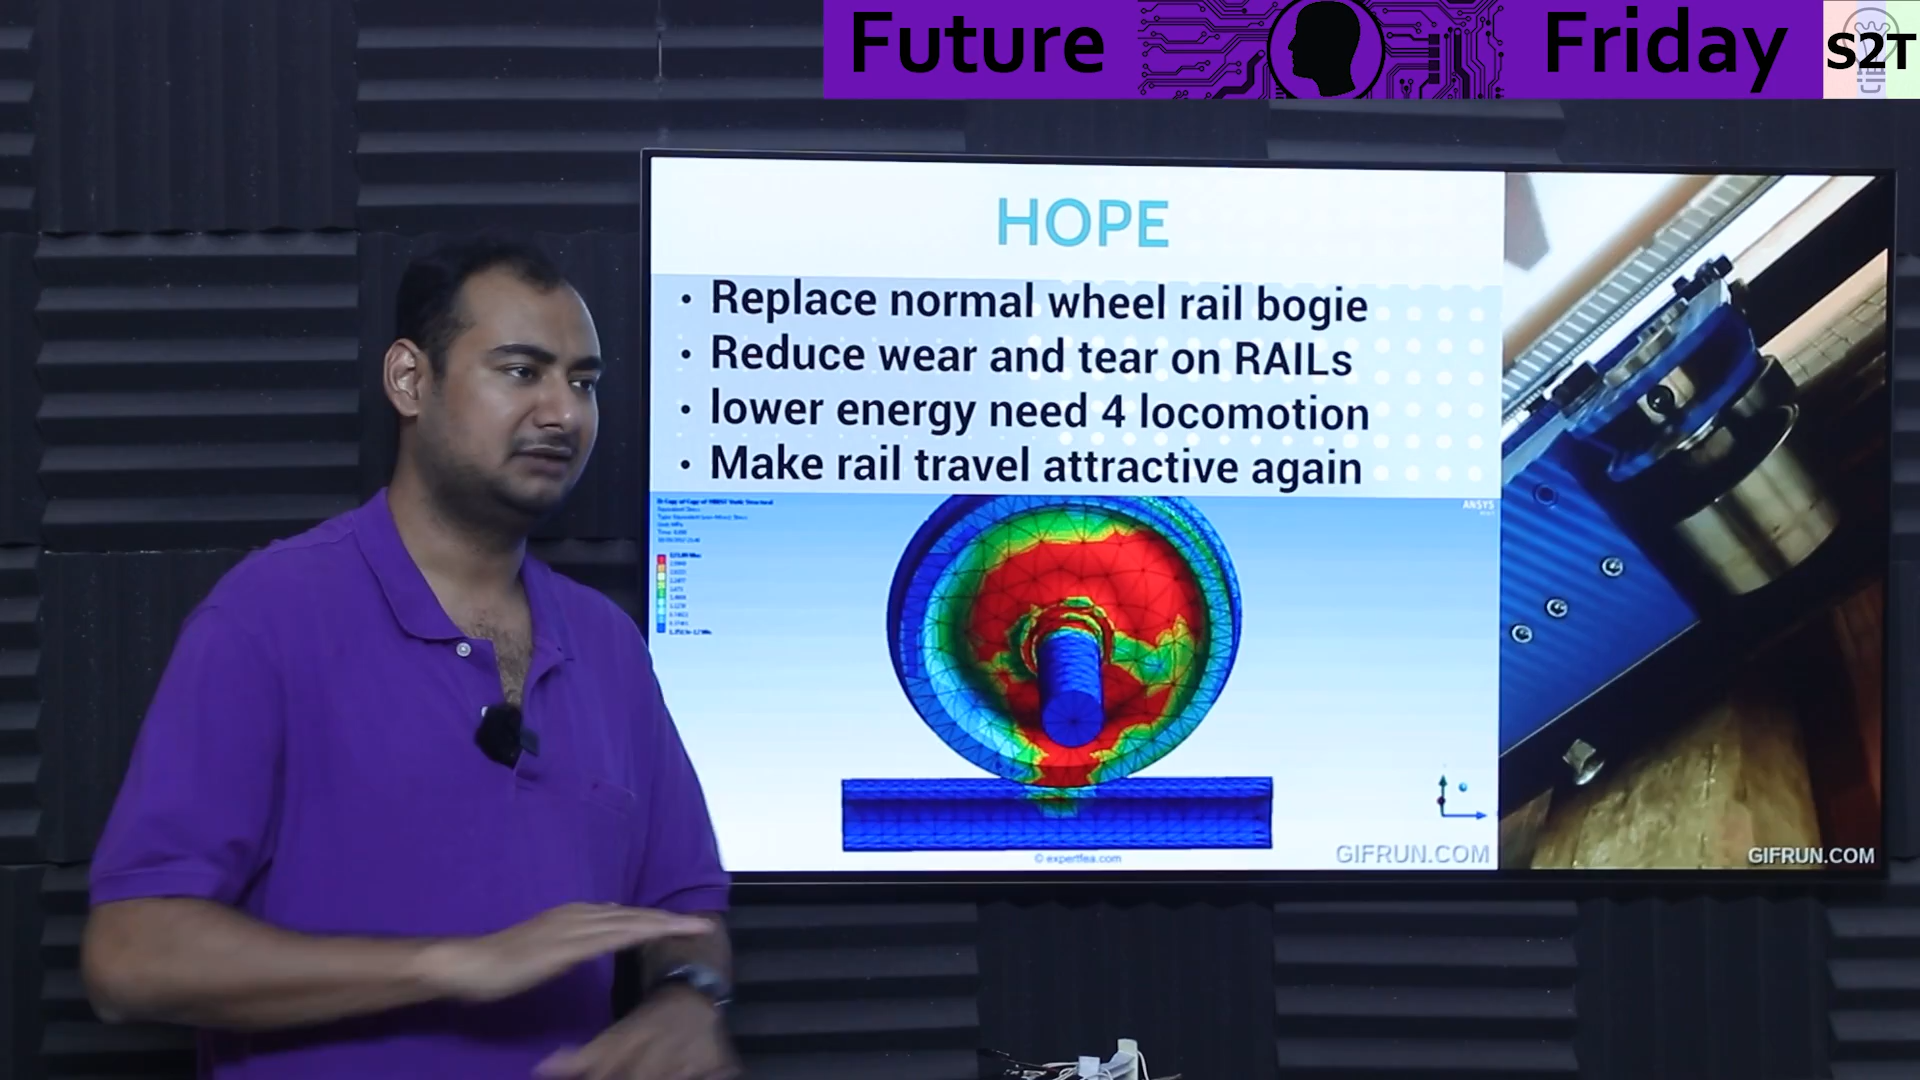 Future Friday
S2T
HOPE
• Replace normal wheel rail bogie
• Reduce wear and tear on RAILs
• lower energy need 4 locomotion
• Make rail travel attractive again
ANSYS
© expertfea.com
GIFRUN.COM
GIFRUN.COM